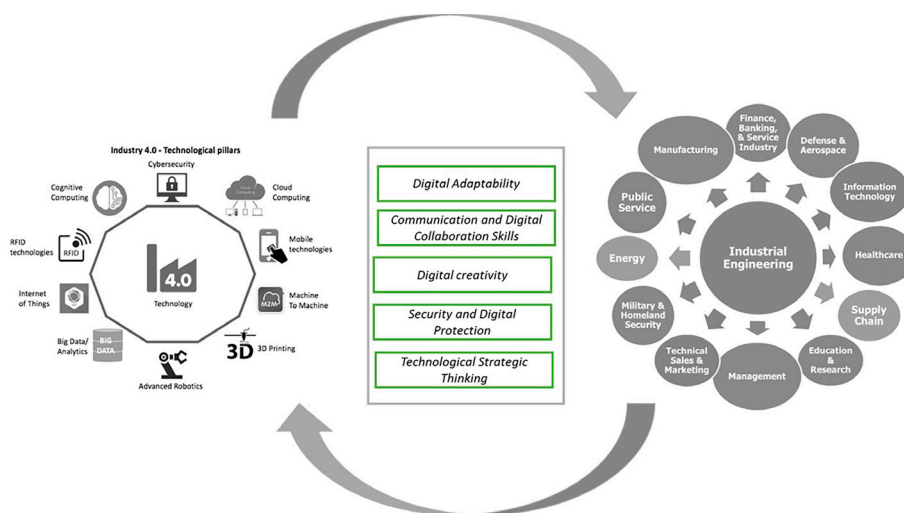 Industry 4.0 - Technological pillars
Cybersecurity
Cognitive
Computing
Cloud Computing
Cloud
Computing
RFID
technologies
RFID
Mobile
technologies
4.0
Technology
Internet
of Things
M2M
Machine
To Machine
Big Data/
Analytics
BIG
DATA
3D
3D Printing
Advanced Robotics
Digital Adaptability
Communication and Digital
Collaboration Skills
Digital creativity
Security and Digital
Protection
Technological Strategic
Thinking
Finance,
Banking,
& Service
Industry
Manufacturing
Defense &
Aerospace
Public
Service
Information
Technology
Energy
Industrial
Engineering
Healthcare
Military &
Homeland
Security
Supply
Chain
Technical
Sales &
Marketing
Management
Education
& Research